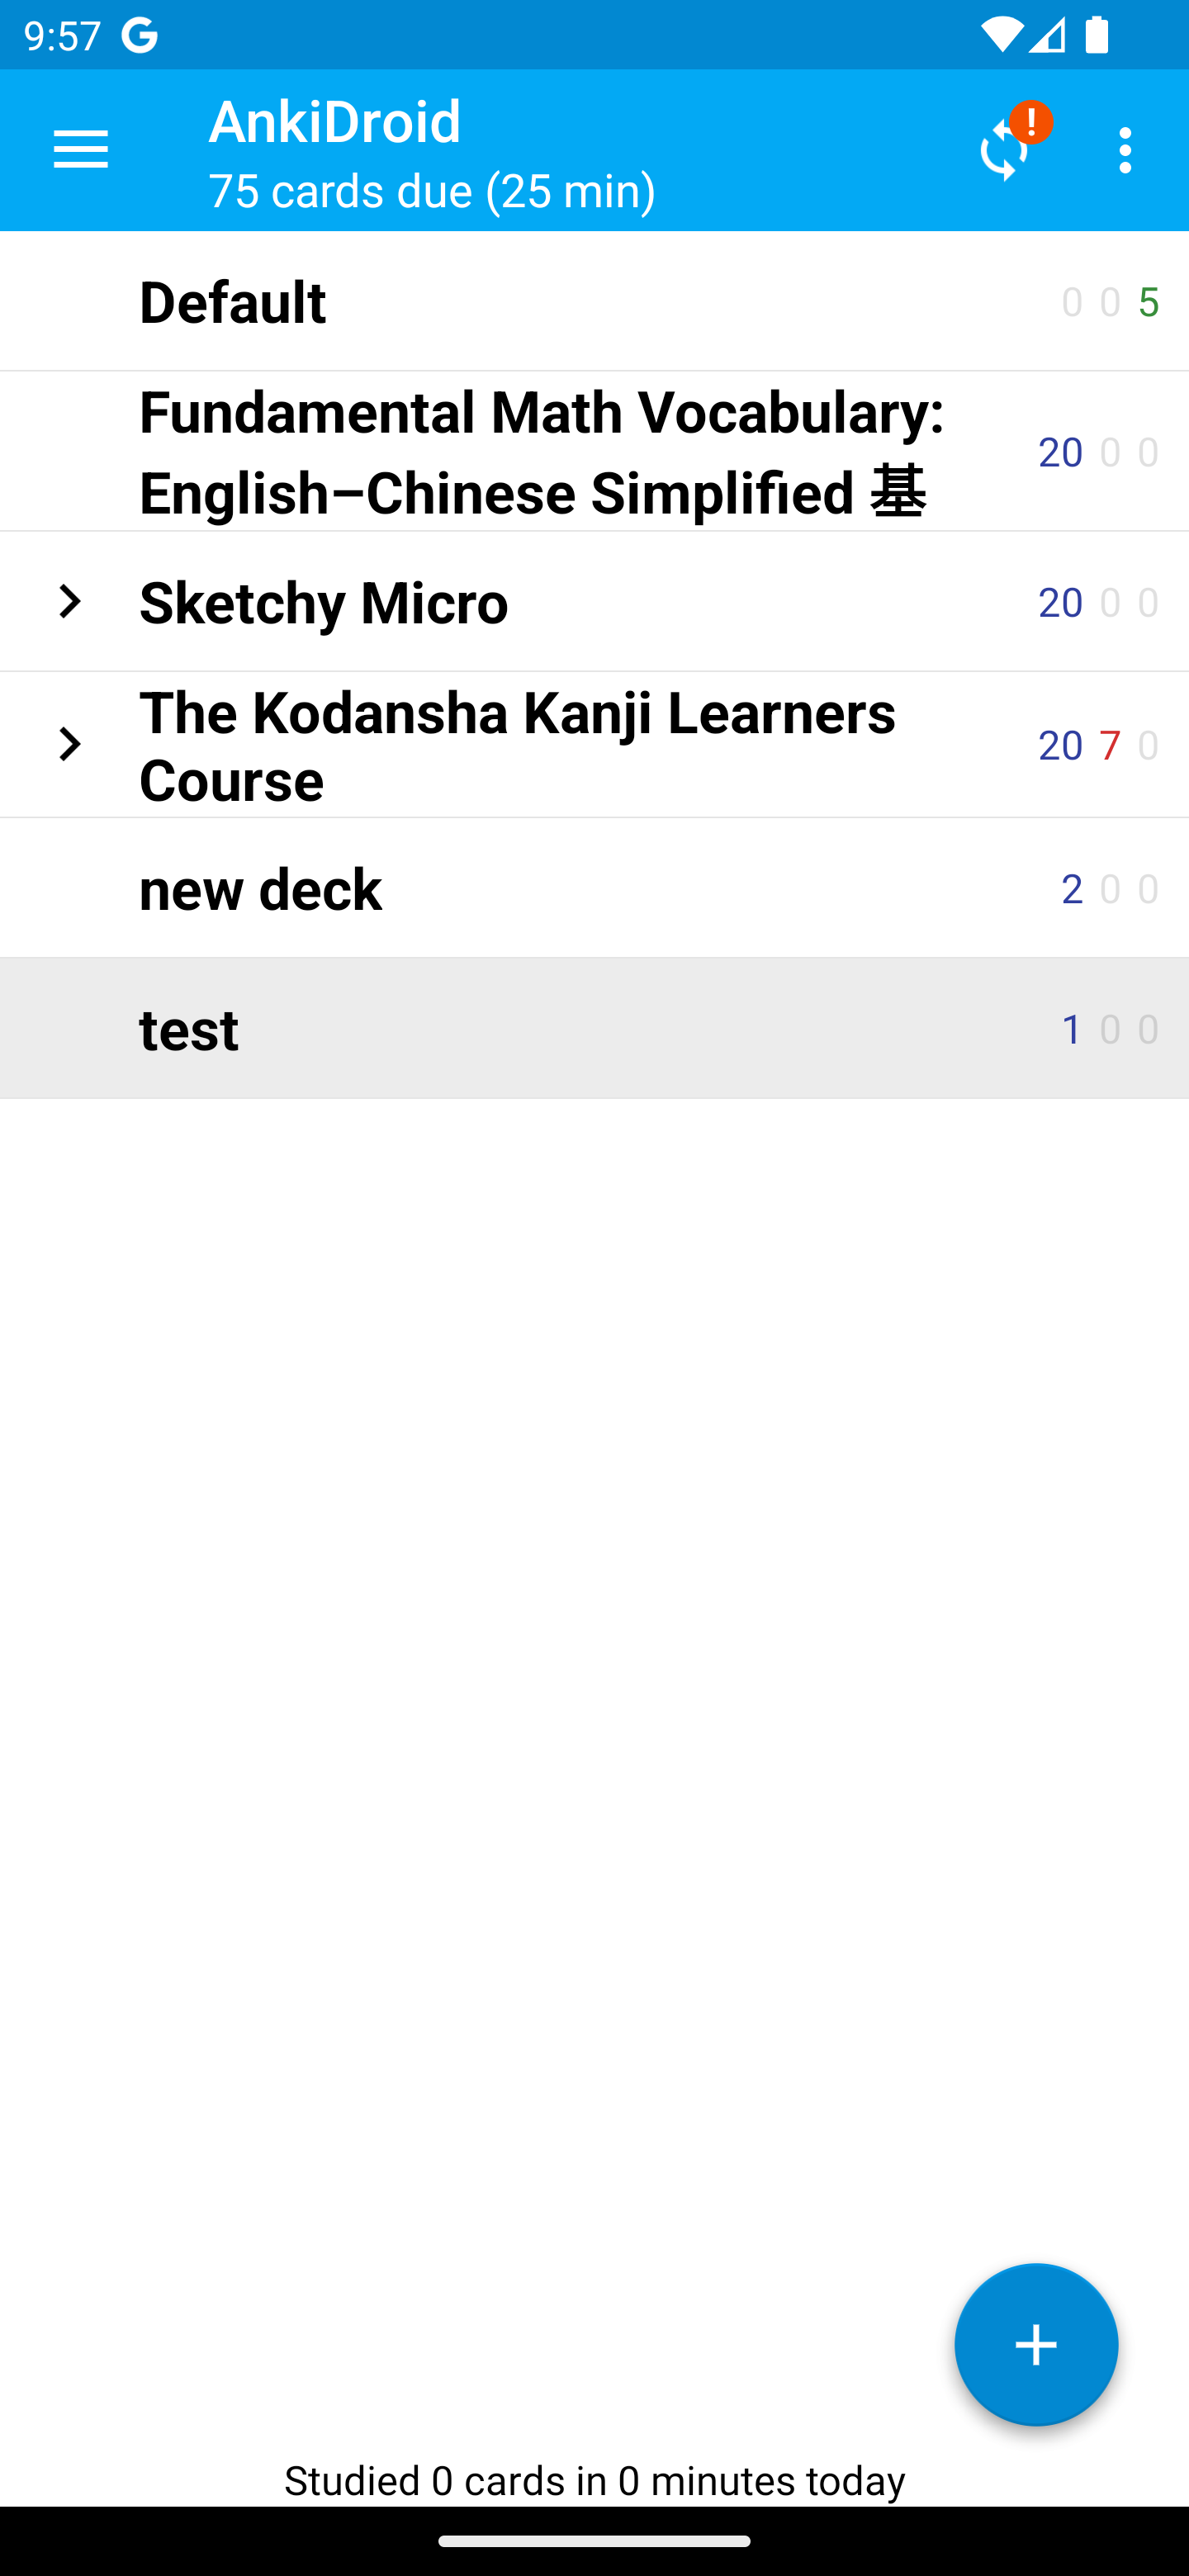 9:57
AnkiDroid
75 cards due (25 min)
Default 0 0 5
Fundamental Math Vocabulary:
English–Chinese Simplified 基 20 0 0
Sketchy Micro 20 0 0
The Kodansha Kanji Learners
Course 20 7 0
new deck 2 0 0
test 1 0 0
Studied 0 cards in 0 minutes today